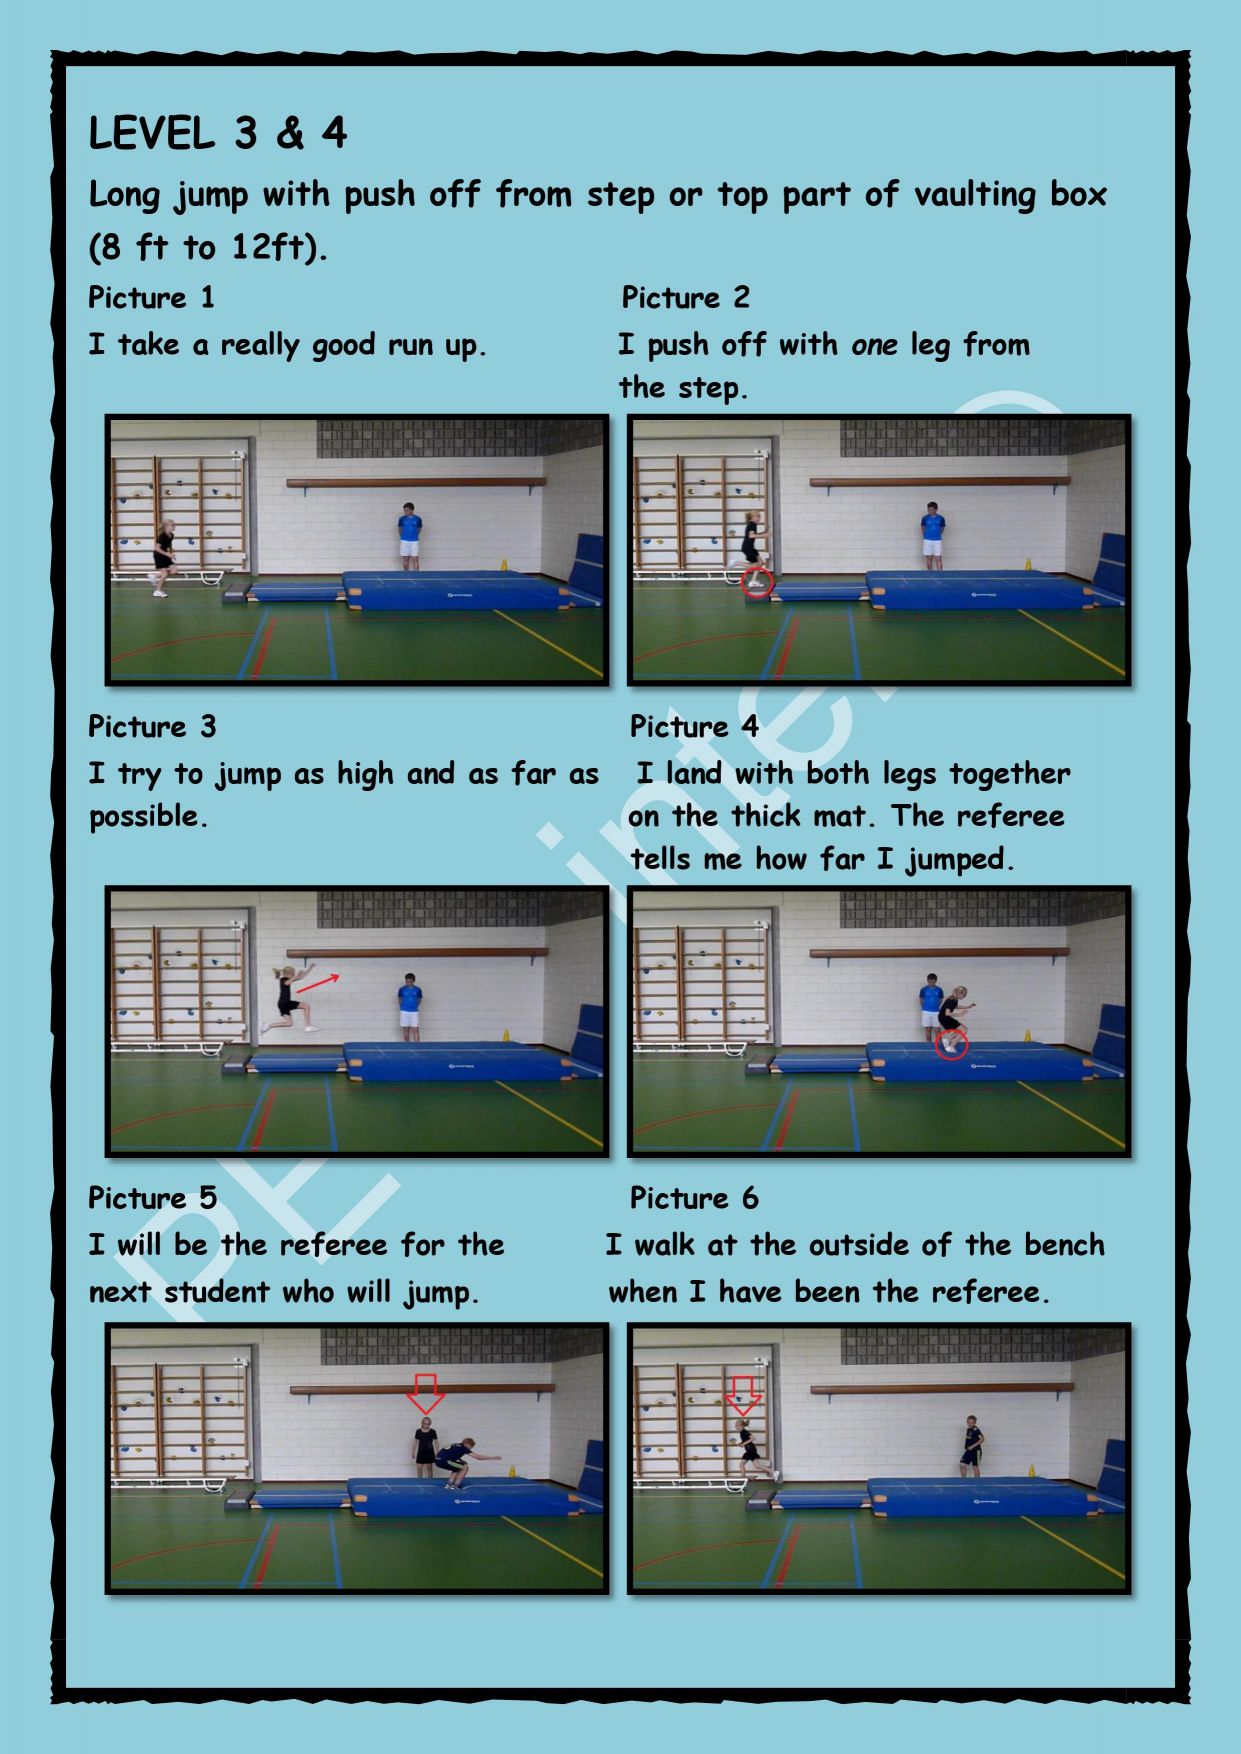 LEVEL 3 & 4
Long jump with push off from step or top part of vaulting box
(8 ft to 12ft).
Picture 1
I take a really good run up.
Picture 2
I push off with one leg from
the step.
Picture 3
I try to jump as high and as far as
possible.
Picture 4
I land with both legs together
on the thick mat. The referee
tells me how far I jumped.
Picture 5
I will be the referee for the
next student who will jump.
Picture 6
I walk at the outside of the bench
when I have been the referee.